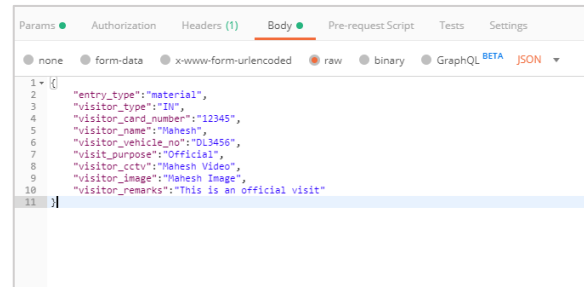 Params Authorization Headers (1) Body Pre-request Script Tests Settings
none form-data x-www-form-urlencoded raw binary GraphQL BETA JSON
1 {
2 "entry_type":"material",
3 "visitor_type":"IN",
4 "visitor_card_number":"12345",
5 "visitor_name":"Mahesh",
6 "visitor_vehicle_no":"DL3456",
7 "visit_purpose":"Official",
8 "visitor_cctv":"Mahesh Video",
9 "visitor_image":"Mahesh Image",
10 "visitor_remarks":"This is an official visit"
11 }